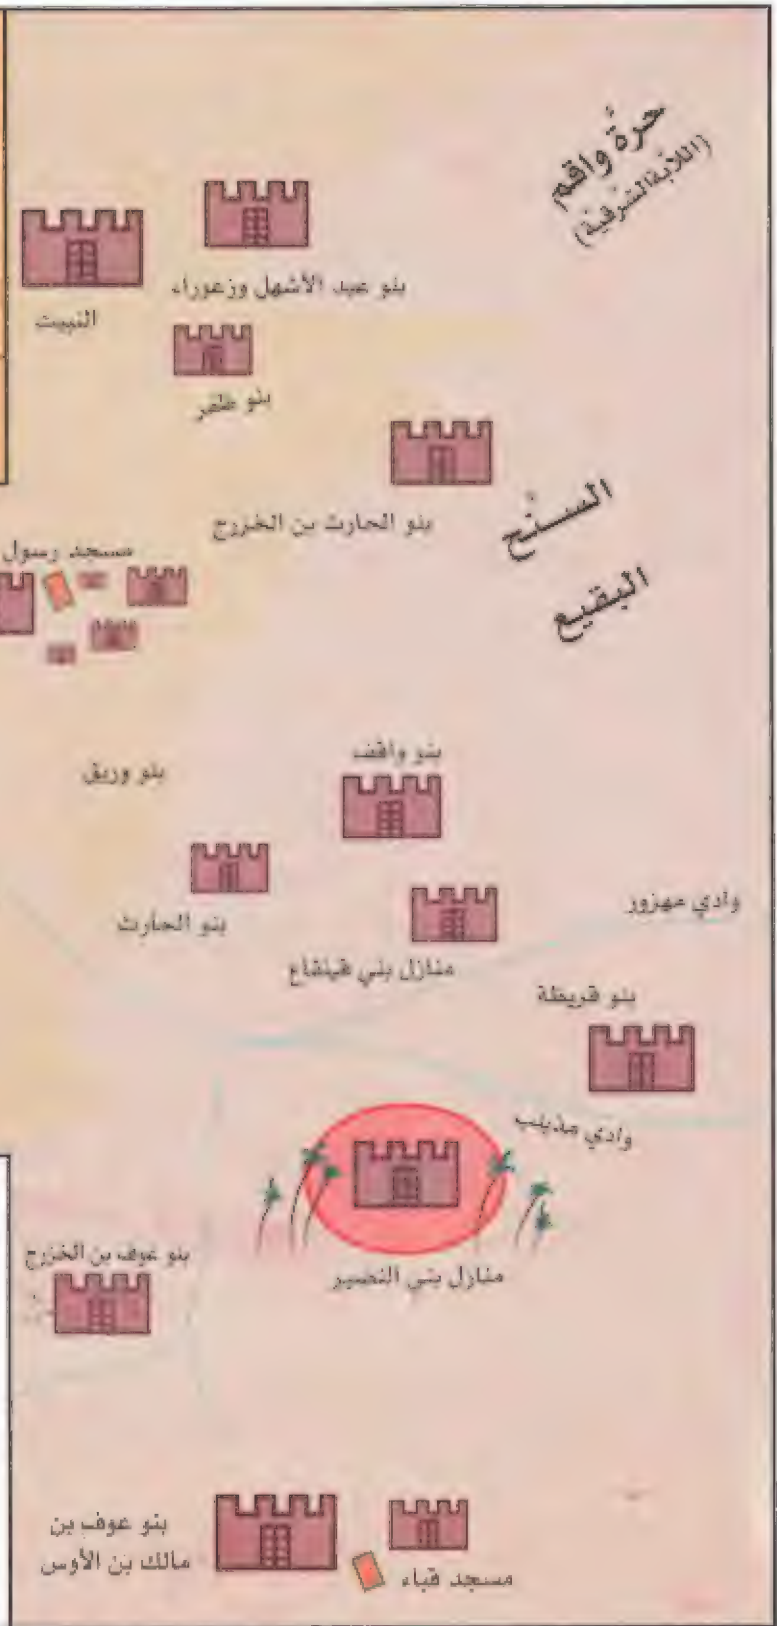 حرة واقم
(اللابة الشرقية)
بنو عبد الأشهل وزعوراء
النبيت
بنو ظفر
بنو الحارث بن الخزرج
السنح
مسجد رسول
البقيع
بنو واقف
بنو وريق
وادي مهزور
بنو الحارث
منازل بني قينقاع
بنو قريظة
وادي مذينب
بنو عوف بن الخزرج
منازل بني النضير
بنو عوف بن
مالك بن الأوس
مسجد قباء